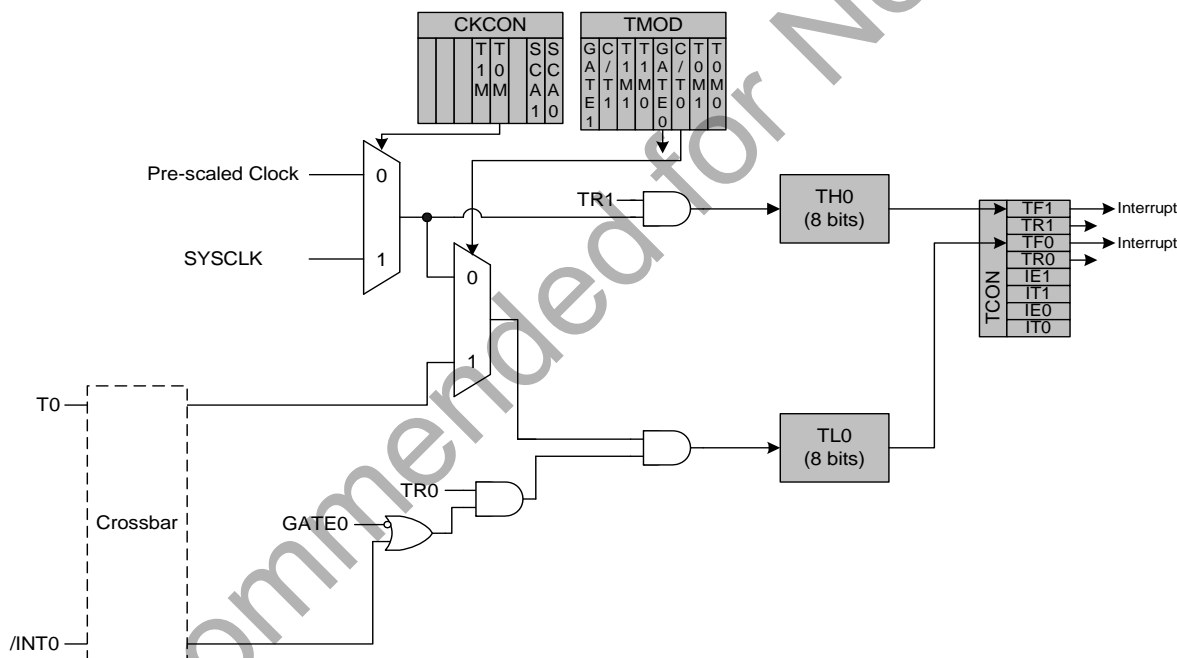 CKCON
T1M
T0M
SCA1
SCA0
TMOD
GATE1
C/T1
T1M1
T1M0
GATE0
C/T0
T0M1
T0M0
Pre-scaled Clock
0
SYSCLK
1
TR1
TH0
(8 bits)
TCON
TF1
TR1
TF0
TR0
IE1
IT1
IE0
IT0
Interrupt
Interrupt
0
1
T0
Crossbar
/INT0
TR0
GATE0
TL0
(8 bits)
ommended for N